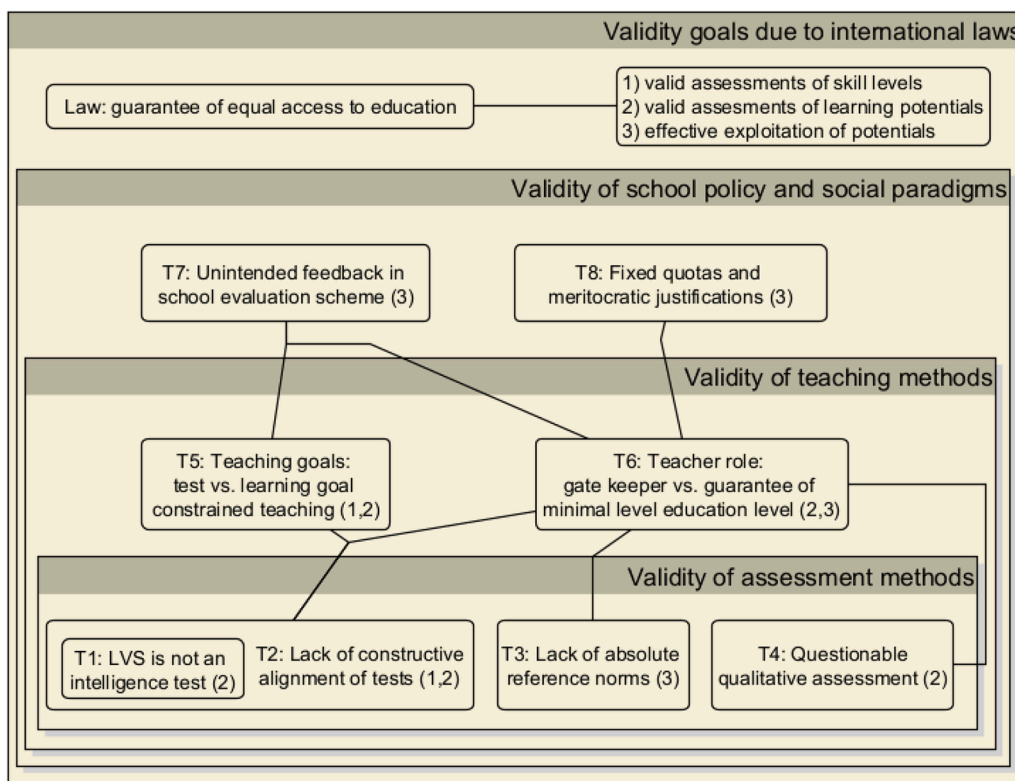 Validity goals due to international laws
Law: guarantee of equal access to education
1) valid assessments of skill levels
2) valid assesments of learning potentials
3) effective exploitation of potentials
Validity of school policy and social paradigms
T7: Unintended feedback in
school evaluation scheme (3)
T8: Fixed quotas and
meritocratic justifications (3)
Validity of teaching methods
T5: Teaching goals:
test vs. learning goal
constrained teaching (1,2)
T6: Teacher role:
gate keeper vs. guarantee of
minimal level education level (2,3)
Validity of assessment methods
T1: LVS is not an
intelligence test (2)
T2: Lack of constructive
alignment of tests (1,2)
T3: Lack of absolute
reference norms (3)
T4: Questionable
qualitative assessment (2)